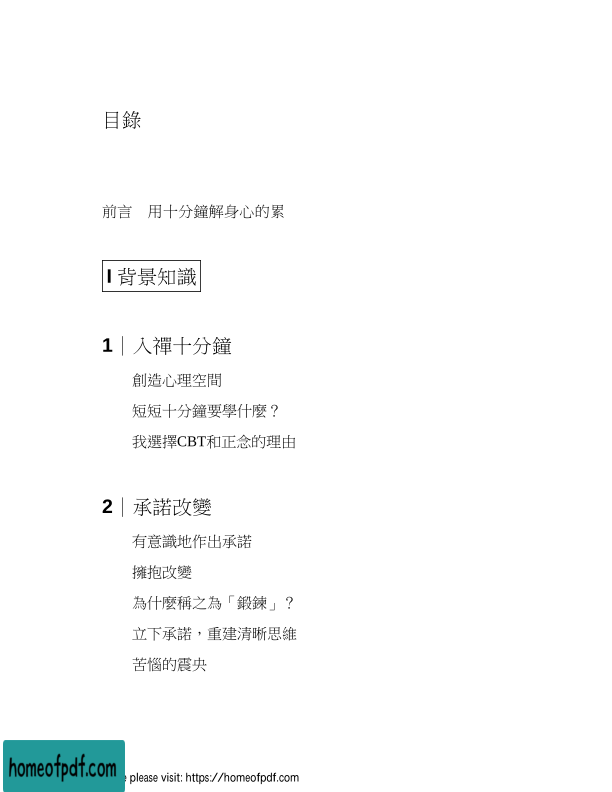 目錄
前言　用十分鐘解身心的累
I 背景知識
1｜入禪十分鐘
創造心理空間
短短十分鐘要學什麼？
我選擇CBT和正念的理由
2｜承諾改變
有意識地作出承諾
擁抱改變
為什麼稱之為「鍛鍊」？
立下承諾，重建清晰思維
苦惱的震央
homeofpdf.com
please visit: https://homeofpdf.com